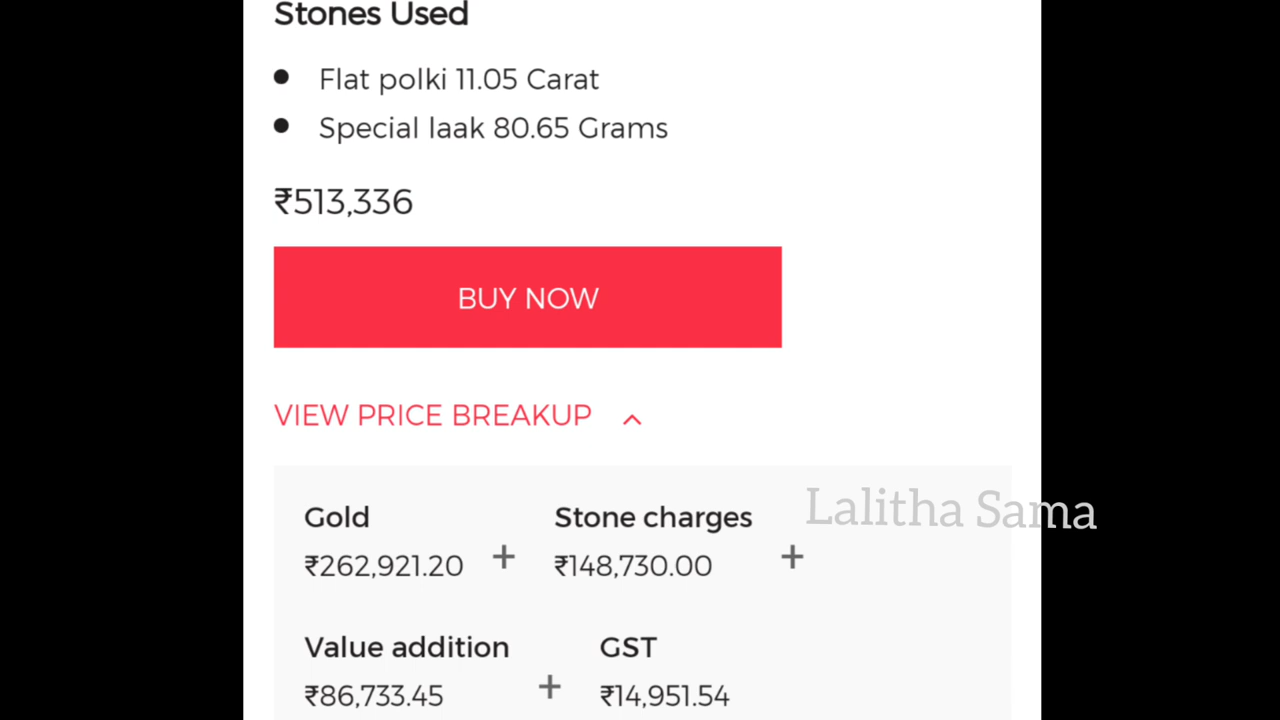 Stones Used
Flat polki 11.05 Carat
Special laak 80.65 Grams
₹513,336
BUY NOW
VIEW PRICE BREAKUP
Lalitha Sama
Gold + Stone charges +
₹262,921.20 ₹148,730.00
Value addition + GST
₹86,733.45 ₹14,951.54